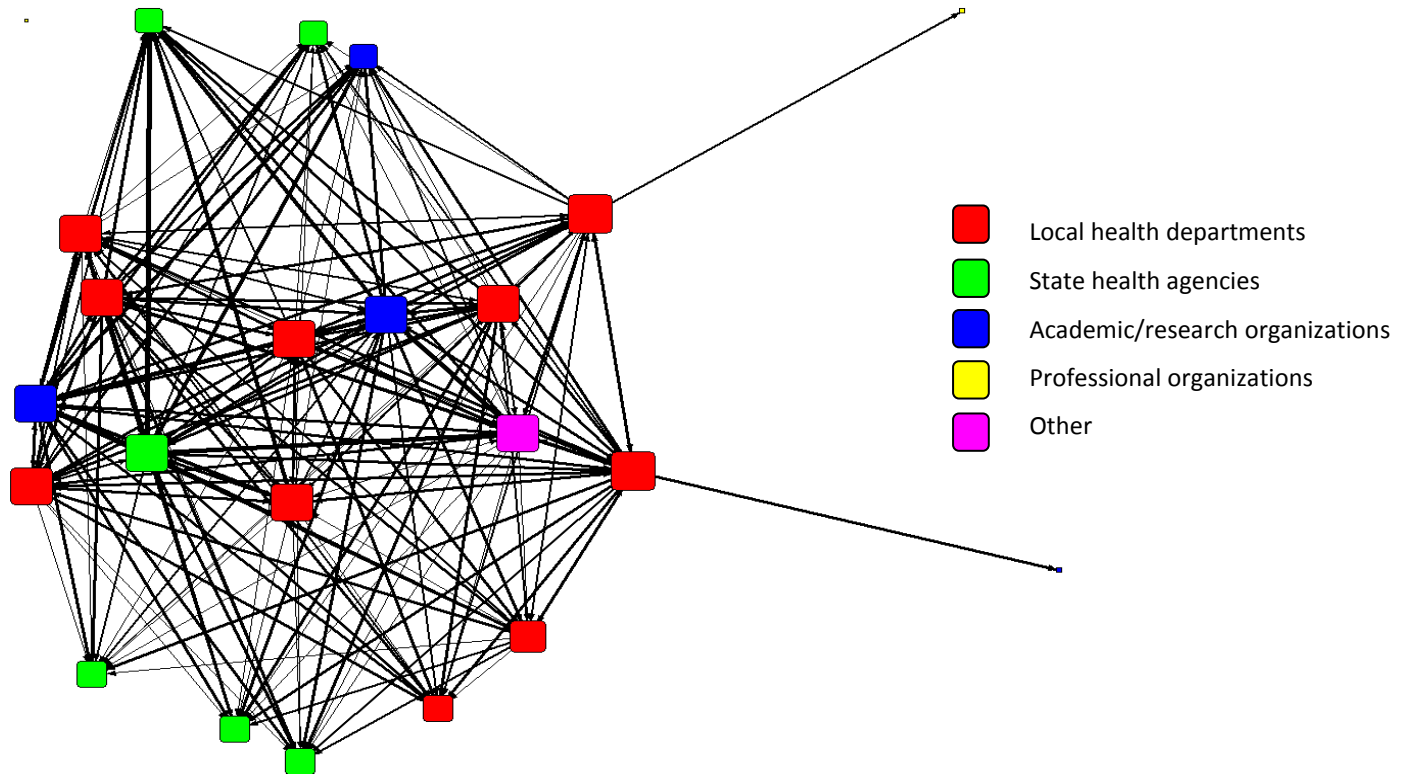 Local health departments
State health agencies
Academic/research organizations
Professional organizations
Other